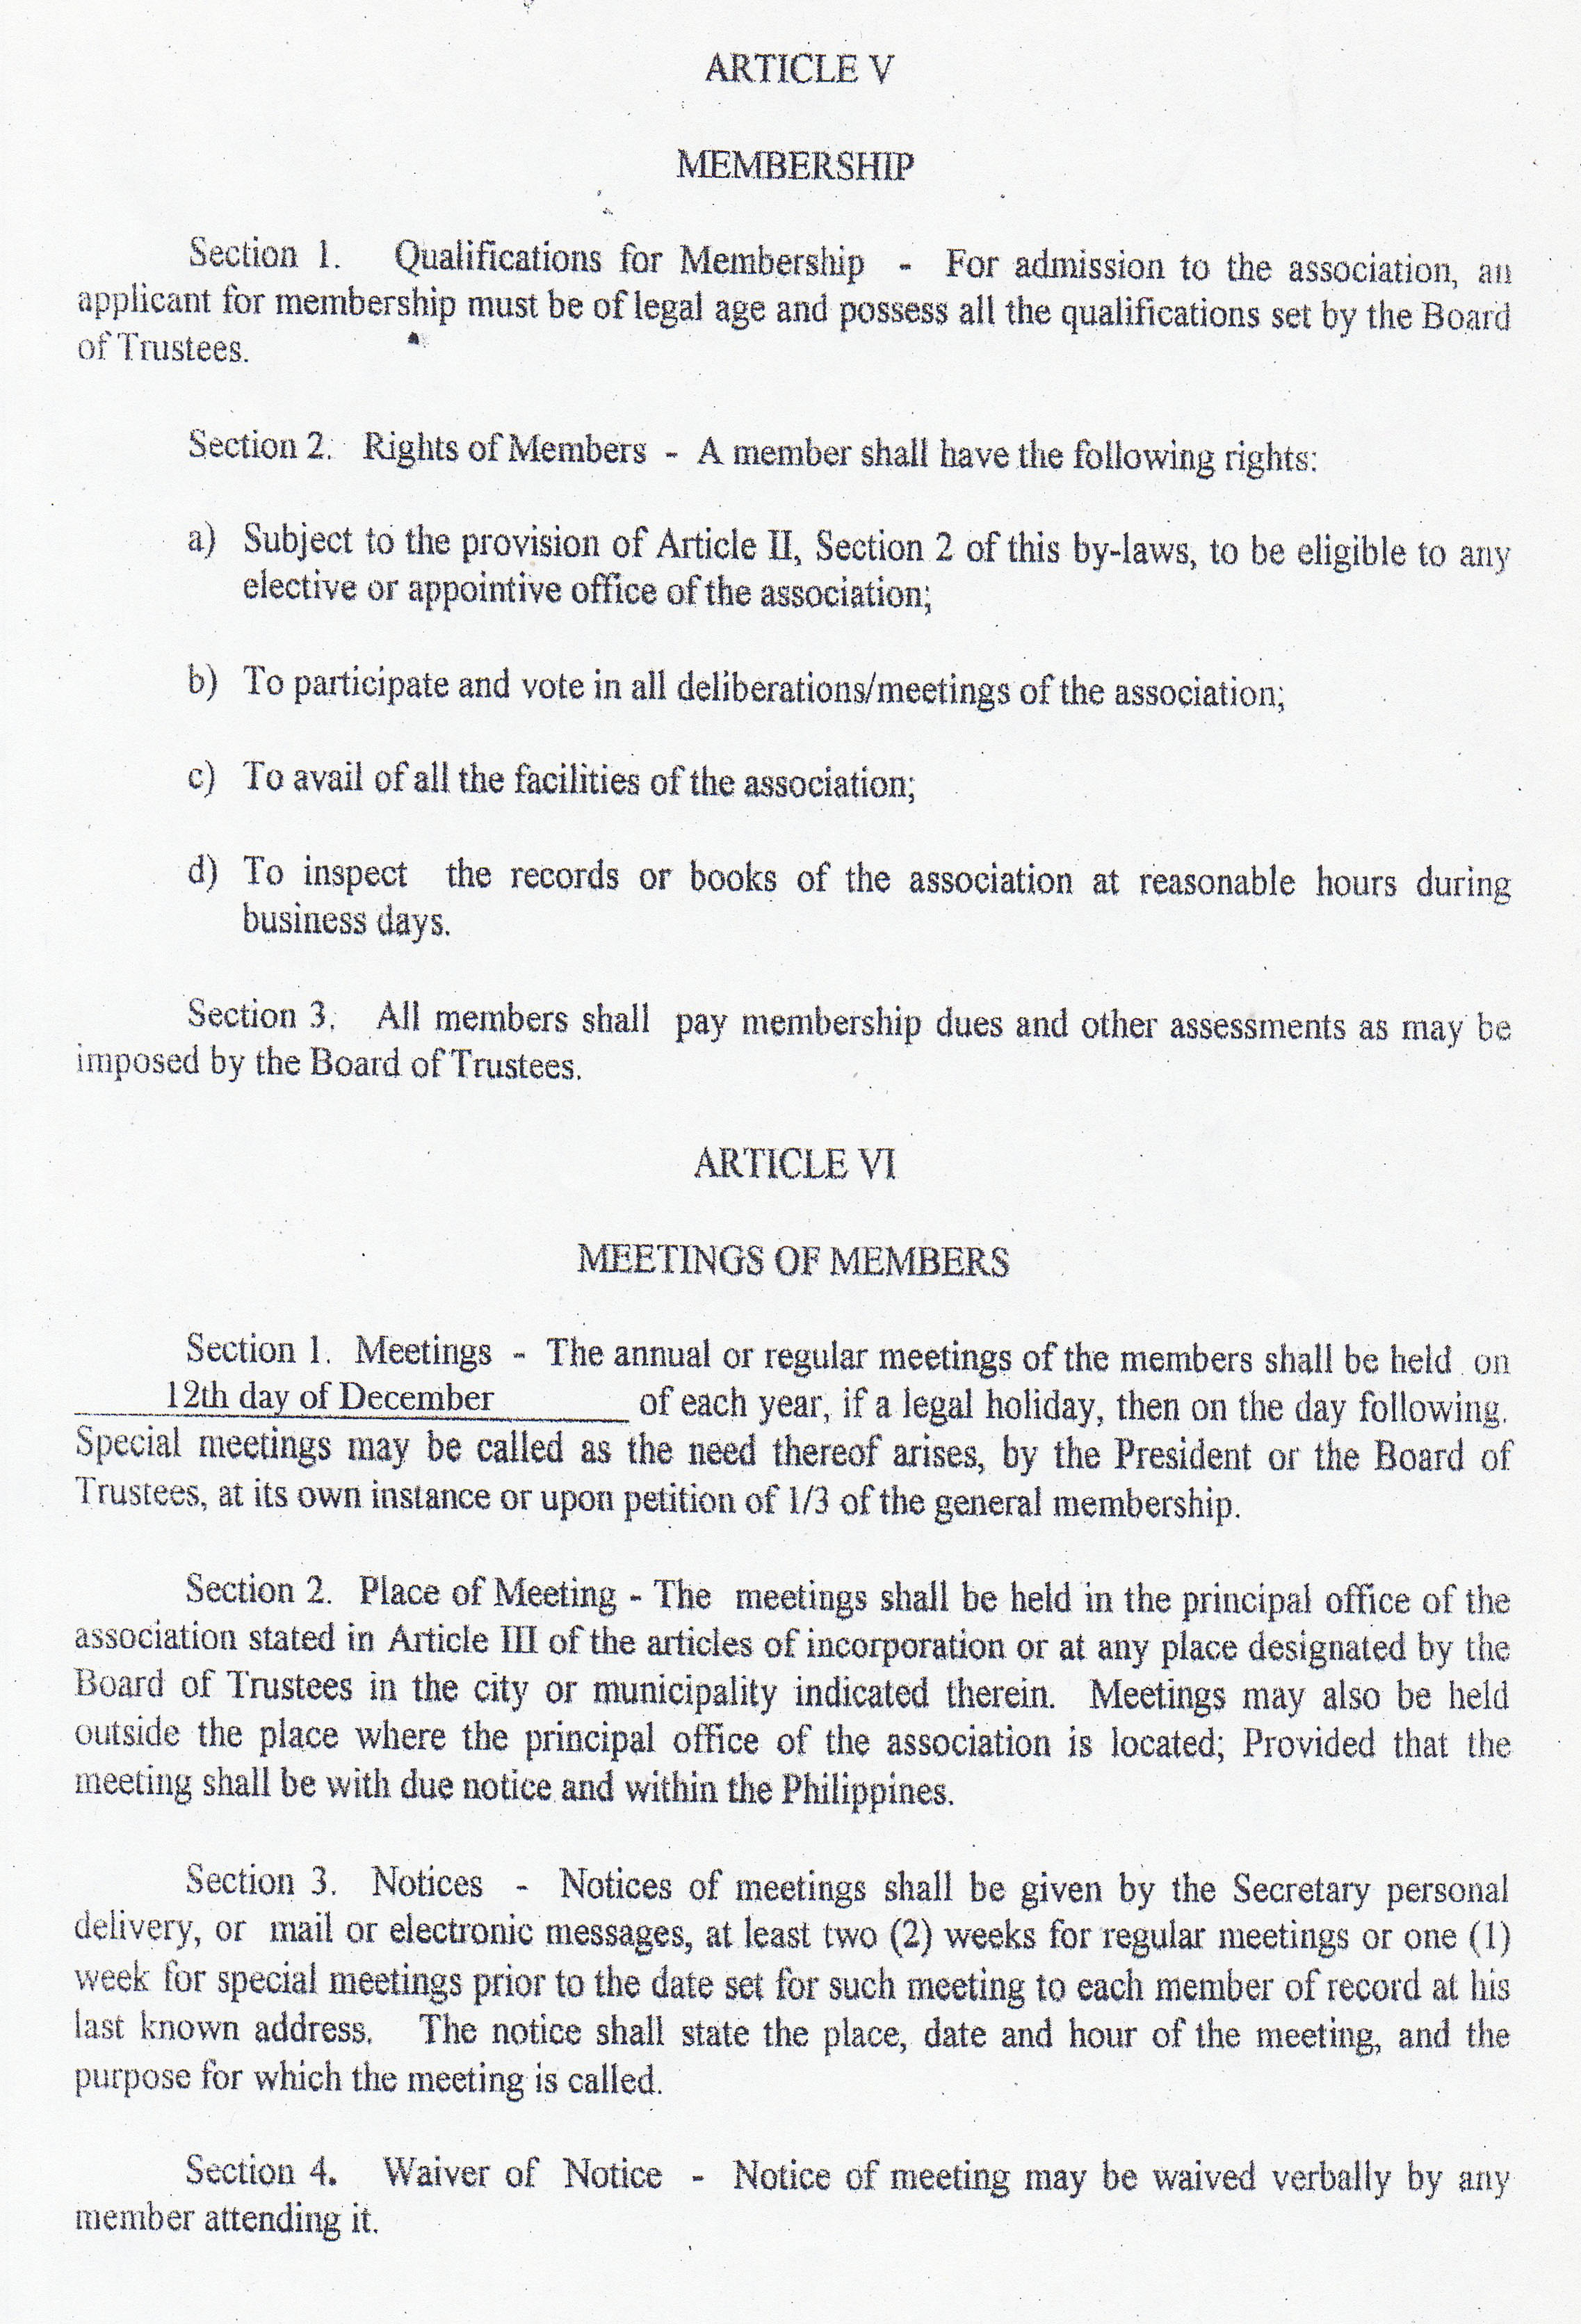 ARTICLE V
MEMBERSHIP
Section 1. Qualifications for Membership - For admission to the association, an
applicant for membership must be of legal age and possess all the qualifications set by the Board
of Trustees.
Section 2. Rights of Members - A member shall have the following rights:
a) Subject to the provision of Article II, Section 2 of this by-laws, to be eligible to any
elective or appointive office of the association;
b) To participate and vote in all deliberations/meetings of the association;
c) To avail of all the facilities of the association;
d) To inspect the records or books of the association at reasonable hours during
business days.
Section 3. All members shall pay membership dues and other assessments as may be
imposed by the Board of Trustees.
ARTICLE VI
MEETINGS OF MEMBERS
Section 1. Meetings - The annual or regular meetings of the members shall be held on
12th day of December of each year, if a legal holiday, then on the day following.
Special meetings may be called as the need thereof arises, by the President or the Board of
Trustees, at its own instance or upon petition of 1/3 of the general membership.
Section 2. Place of Meeting - The meetings shall be held in the principal office of the
association stated in Article III of the articles of incorporation or at any place designated by the
Board of Trustees in the city or municipality indicated therein. Meetings may also be held
outside the place where the principal office of the association is located; Provided that the
meeting shall be with due notice and within the Philippines.
Section 3. Notices - Notices of meetings shall be given by the Secretary personal
delivery, or mail or electronic messages, at least two (2) weeks for regular meetings or one (1)
week for special meetings prior to the date set for such meeting to each member of record at his
last known address. The notice shall state the place, date and hour of the meeting, and the
purpose for which the meeting is called.
Section 4. Waiver of Notice - Notice of meeting may be waived verbally by any
member attending it.